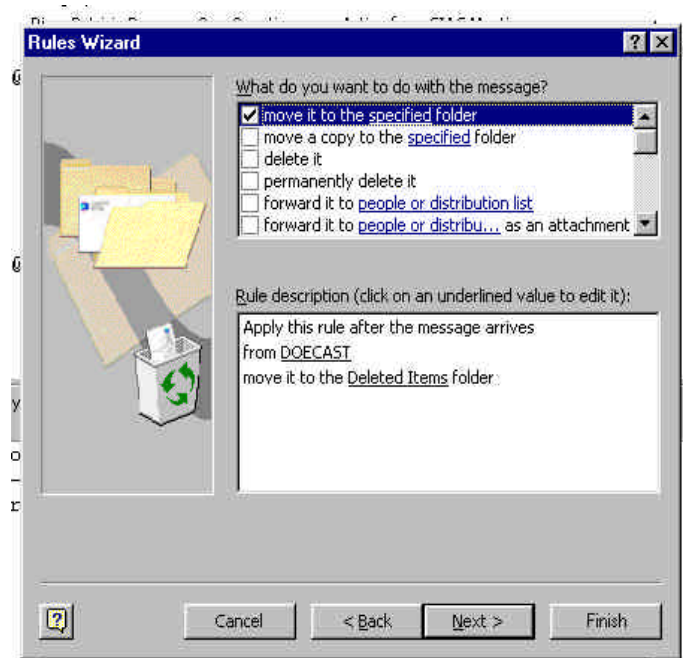 Rules Wizard
What do you want to do with the message?
move it to the specified folder
move a copy to the specified folder
delete it
permanently delete it
forward it to people or distribution list
forward it to people or distribu... as an attachment
Rule description (click on an underlined value to edit it):
Apply this rule after the message arrives
from DOECAST
move it to the Deleted Items folder
Cancel
< Back
Next >
Finish